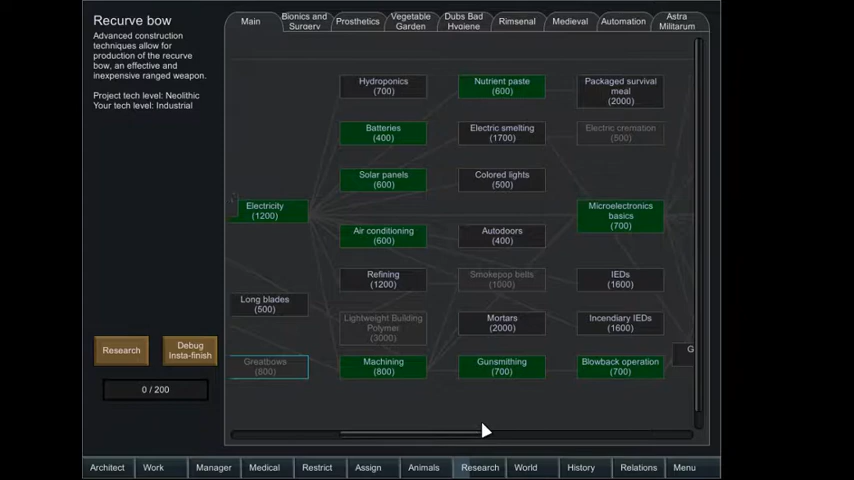 Recurve bow
Advanced construction
techniques allow for
production of the recurve
bow, an effective and
inexpensive ranged weapon.
Project tech level: Neolithic
Your tech level: Industrial
Research
Debug
Insta-finish
0 / 200
Main
Bionics and
Surgery
Prosthetics
Vegetable
Garden
Dubs Bad
Hygiene
Rimsenal
Medieval
Automation
Astra
Militarum
Hydroponics
(700)
Nutrient paste
(600)
Packaged survival
meal
(2000)
Batteries
(400)
Electric smelting
(1700)
Electric cremation
(500)
Solar panels
(600)
Colored lights
(500)
Electricity
(1200)
Microelectronics
basics
(700)
Air conditioning
(600)
Autodoors
(400)
Refining
(1200)
Smokepop belts
(1000)
IEDs
(1600)
Long blades
(500)
Lightweight Building
Polymer
(3000)
Mortars
(2000)
Incendiary IEDs
(1600)
G
Greatbows
(800)
Machining
(800)
Gunsmithing
(700)
Blowback operation
(700)
Architect
Work
Manager
Medical
Restrict
Assign
Animals
Research
World
History
Relations
Menu